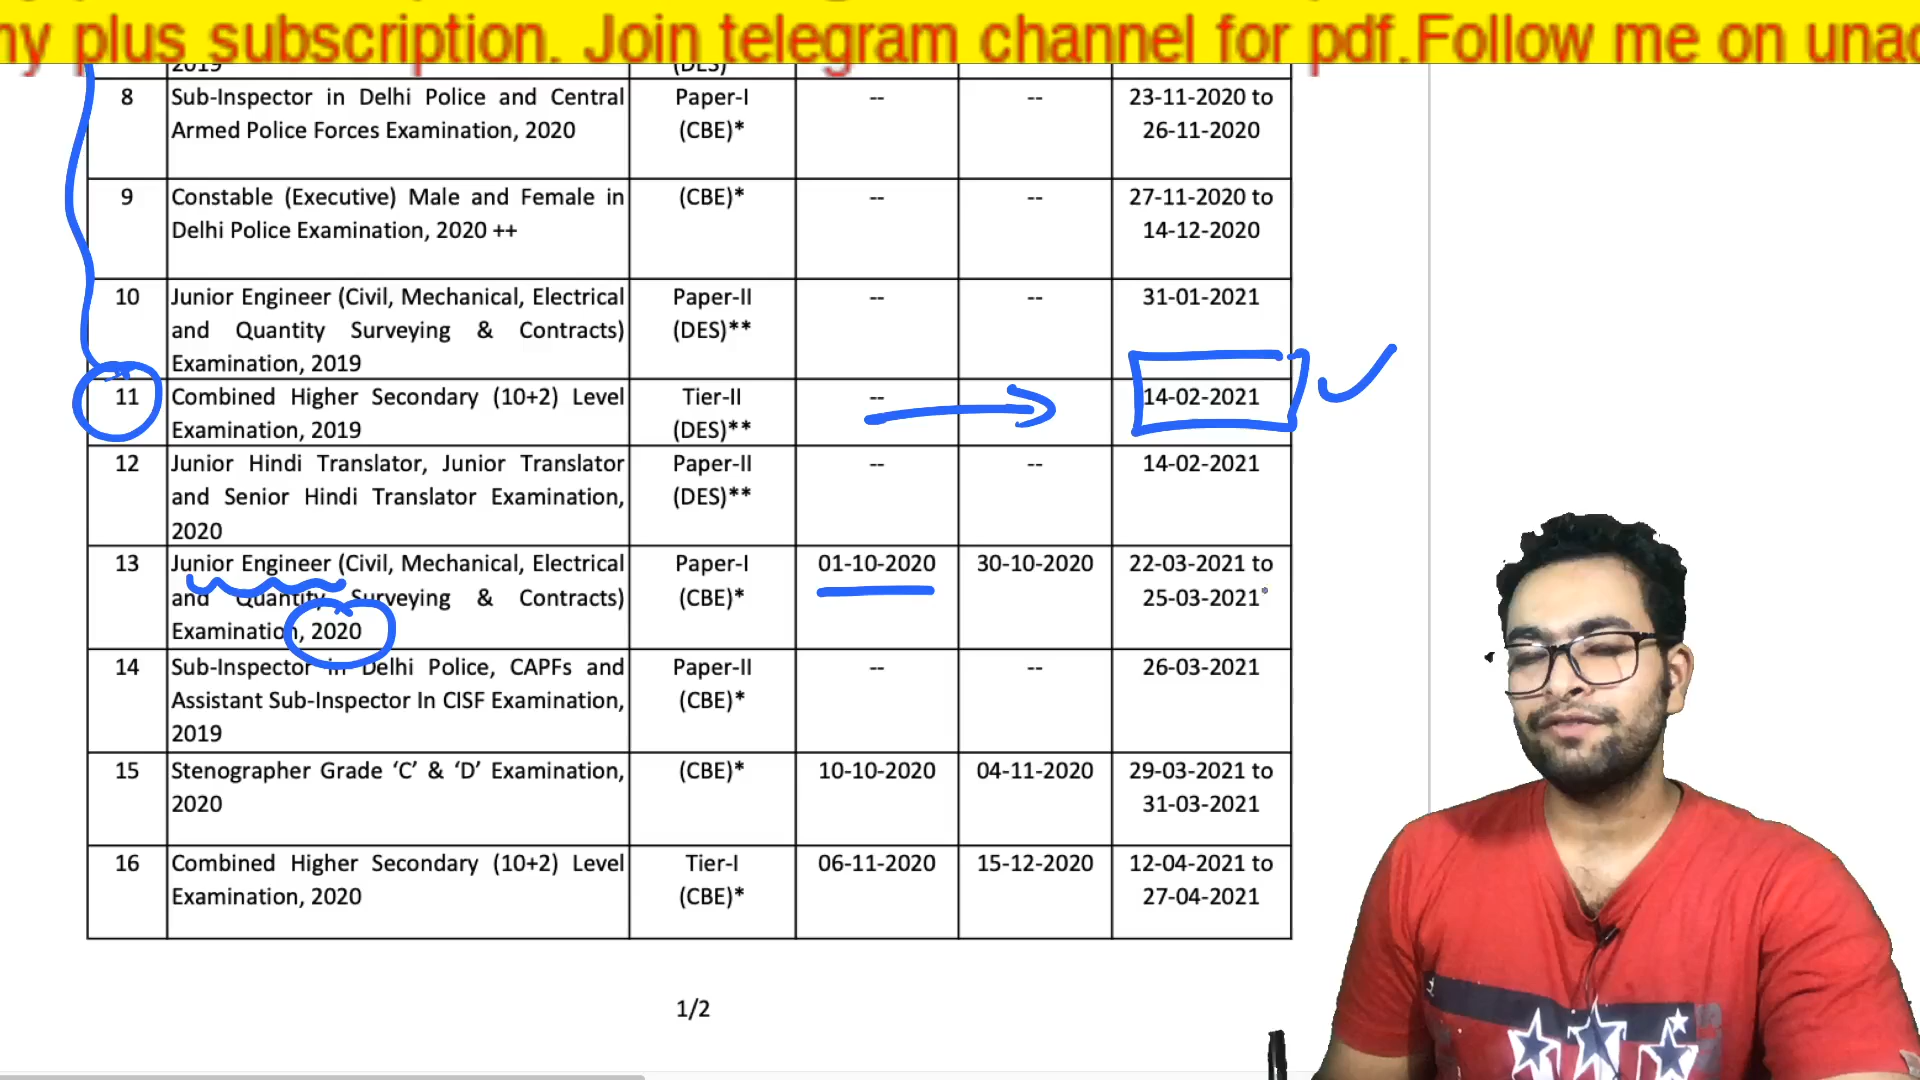 ny plus subscription. Join telegram channel for pdf.Follow me on unac
2019 (DES)
8 Sub-Inspector in Delhi Police and Central Paper-I -- -- 23-11-2020 to
Armed Police Forces Examination, 2020 (CBE)* 26-11-2020
9 Constable (Executive) Male and Female in (CBE)* -- -- 27-11-2020 to
Delhi Police Examination, 2020 ++ 14-12-2020
10 Junior Engineer (Civil, Mechanical, Electrical Paper-II -- -- 31-01-2021
and Quantity Surveying & Contracts) (DES)**
Examination, 2019
11 Combined Higher Secondary (10+2) Level Tier-II -- 14-02-2021
Examination, 2019 (DES)**
12 Junior Hindi Translator, Junior Translator Paper-II -- -- 14-02-2021
and Senior Hindi Translator Examination, (DES)**
2020
13 Junior Engineer (Civil, Mechanical, Electrical Paper-I 01-10-2020 30-10-2020 22-03-2021 to
and Quantity Surveying & Contracts) (CBE)* 25-03-2021
Examination, 2020
14 Sub-Inspector in Delhi Police, CAPFs and Paper-II -- -- 26-03-2021
Assistant Sub-Inspector In CISF Examination, (CBE)*
2019
15 Stenographer Grade ‘C’ & ‘D’ Examination, (CBE)* 10-10-2020 04-11-2020 29-03-2021 to
2020 31-03-2021
16 Combined Higher Secondary (10+2) Level Tier-I 06-11-2020 15-12-2020 12-04-2021 to
Examination, 2020 (CBE)* 27-04-2021
1/2